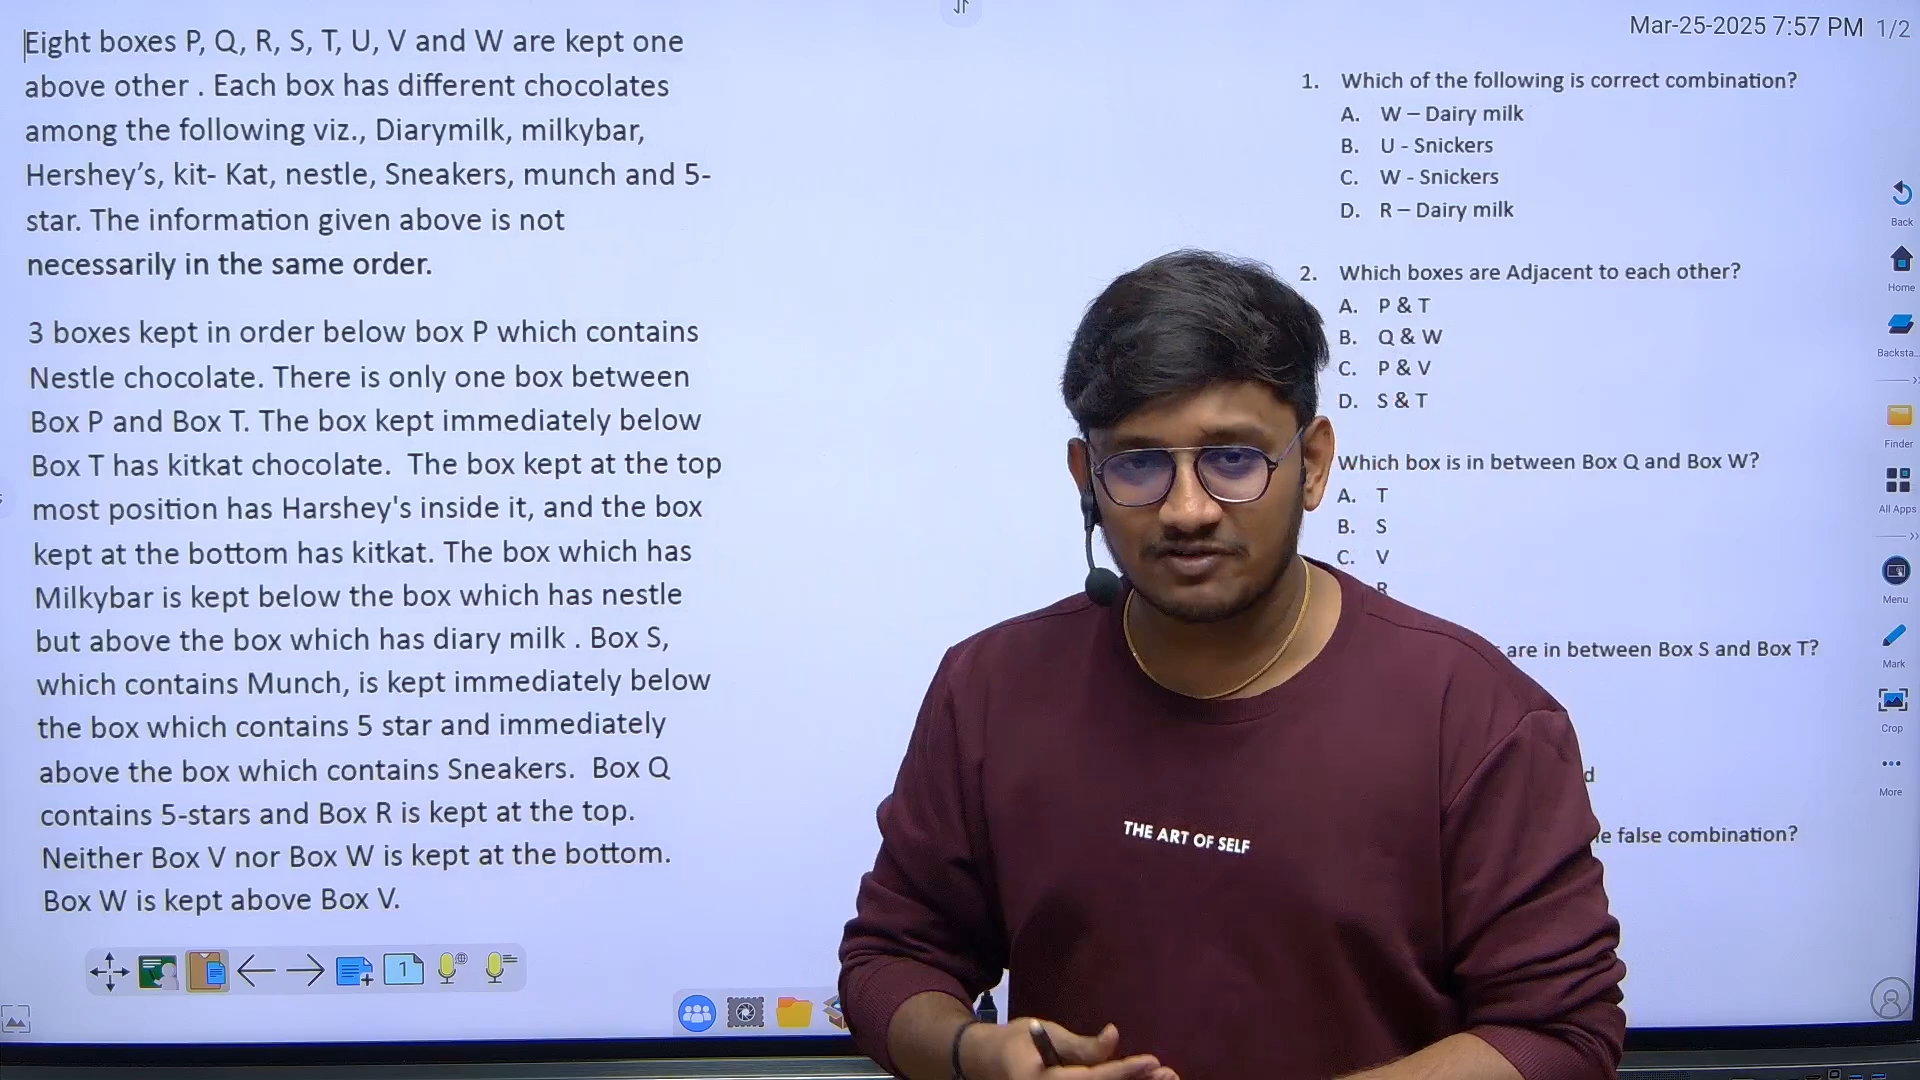 Mar-25-2025 7:57 PM 1/2
Eight boxes P, Q, R, S, T, U, V and W are kept one
above other . Each box has different chocolates
among the following viz., Diarymilk, milkybar,
Hershey’s, kit- Kat, nestle, Sneakers, munch and 5-
star. The information given above is not
necessarily in the same order.
3 boxes kept in order below box P which contains
Nestle chocolate. There is only one box between
Box P and Box T. The box kept immediately below
Box T has kitkat chocolate. The box kept at the top
most position has Harshey's inside it, and the box
kept at the bottom has kitkat. The box which has
Milkybar is kept below the box which has nestle
but above the box which has diary milk . Box S,
which contains Munch, is kept immediately below
the box which contains 5 star and immediately
above the box which contains Sneakers. Box Q
contains 5-stars and Box R is kept at the top.
Neither Box V nor Box W is kept at the bottom.
Box W is kept above Box V.
1
1. Which of the following is correct combination?
A. W – Dairy milk
B. U - Snickers
C. W - Snickers
D. R – Dairy milk
2. Which boxes are Adjacent to each other?
A. P & T
B. Q & W
C. P & V
D. S & T
Which box is in between Box Q and Box W?
A. T
B. S
C. V
R
are in between Box S and Box T?
d
false combination?
THE ART OF SELF
Back
Home
Backsta...
Finder
All Apps
Menu
Mark
Crop
More